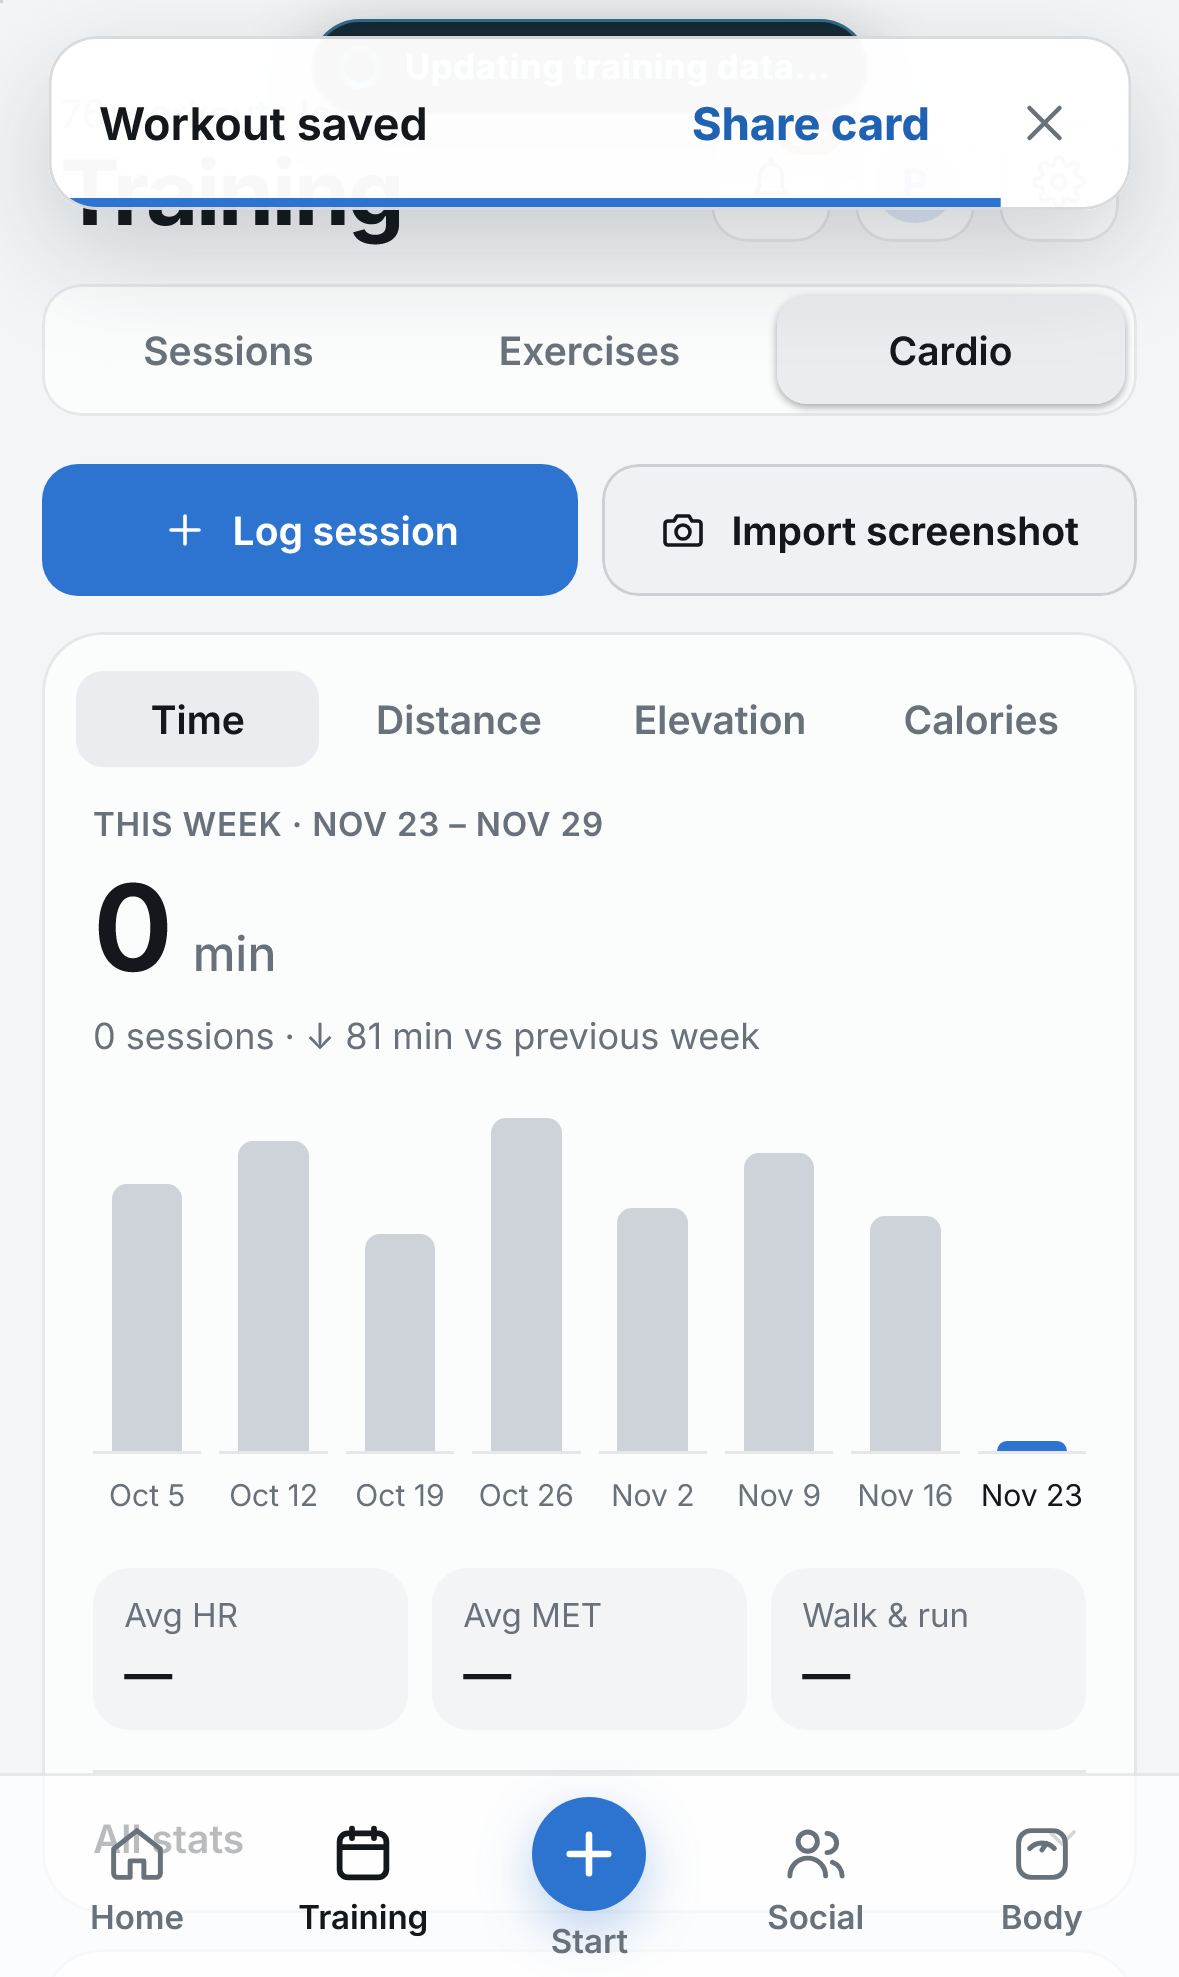 Updating training data...
Workout saved
Share card
Training
Sessions
Exercises
Cardio
Log session
Import screenshot
Time
Distance
Elevation
Calories
THIS WEEK · NOV 23 – NOV 29
0 min
0 sessions · ↓ 81 min vs previous week
Oct 5
Oct 12
Oct 19
Oct 26
Nov 2
Nov 9
Nov 16
Nov 23
Avg HR
Avg MET
Walk & run
—
—
—
All stats
Home
Training
Start
Social
Body